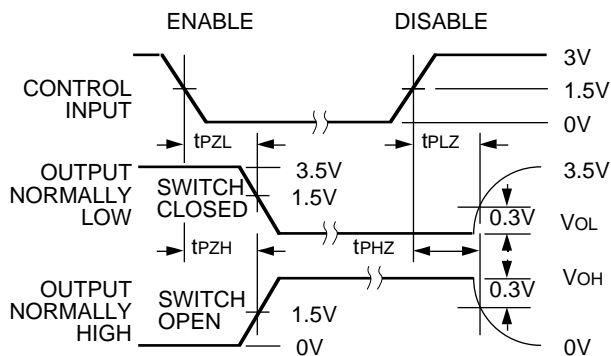 ENABLE DISABLE
3V
CONTROL
INPUT
1.5V
0V
tPZL tPLZ
OUTPUT
NORMALLY
LOW
SWITCH
CLOSED
3.5V
1.5V
3.5V
0.3V
VOL
tPZH tPHZ
VOH
0.3V
OUTPUT
NORMALLY
HIGH
SWITCH
OPEN
1.5V
0V
0V